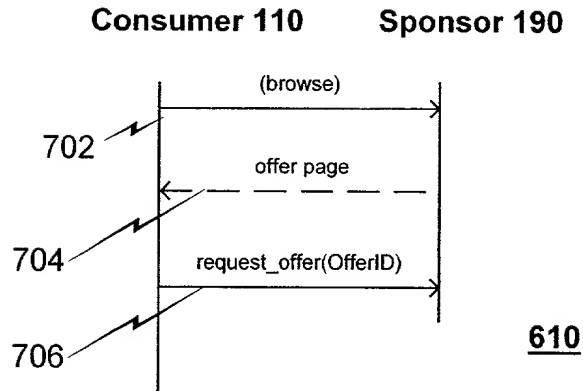 Consumer 110 Sponsor 190
(browse)
702
offer page
704
request_offer(OfferID)
706
610